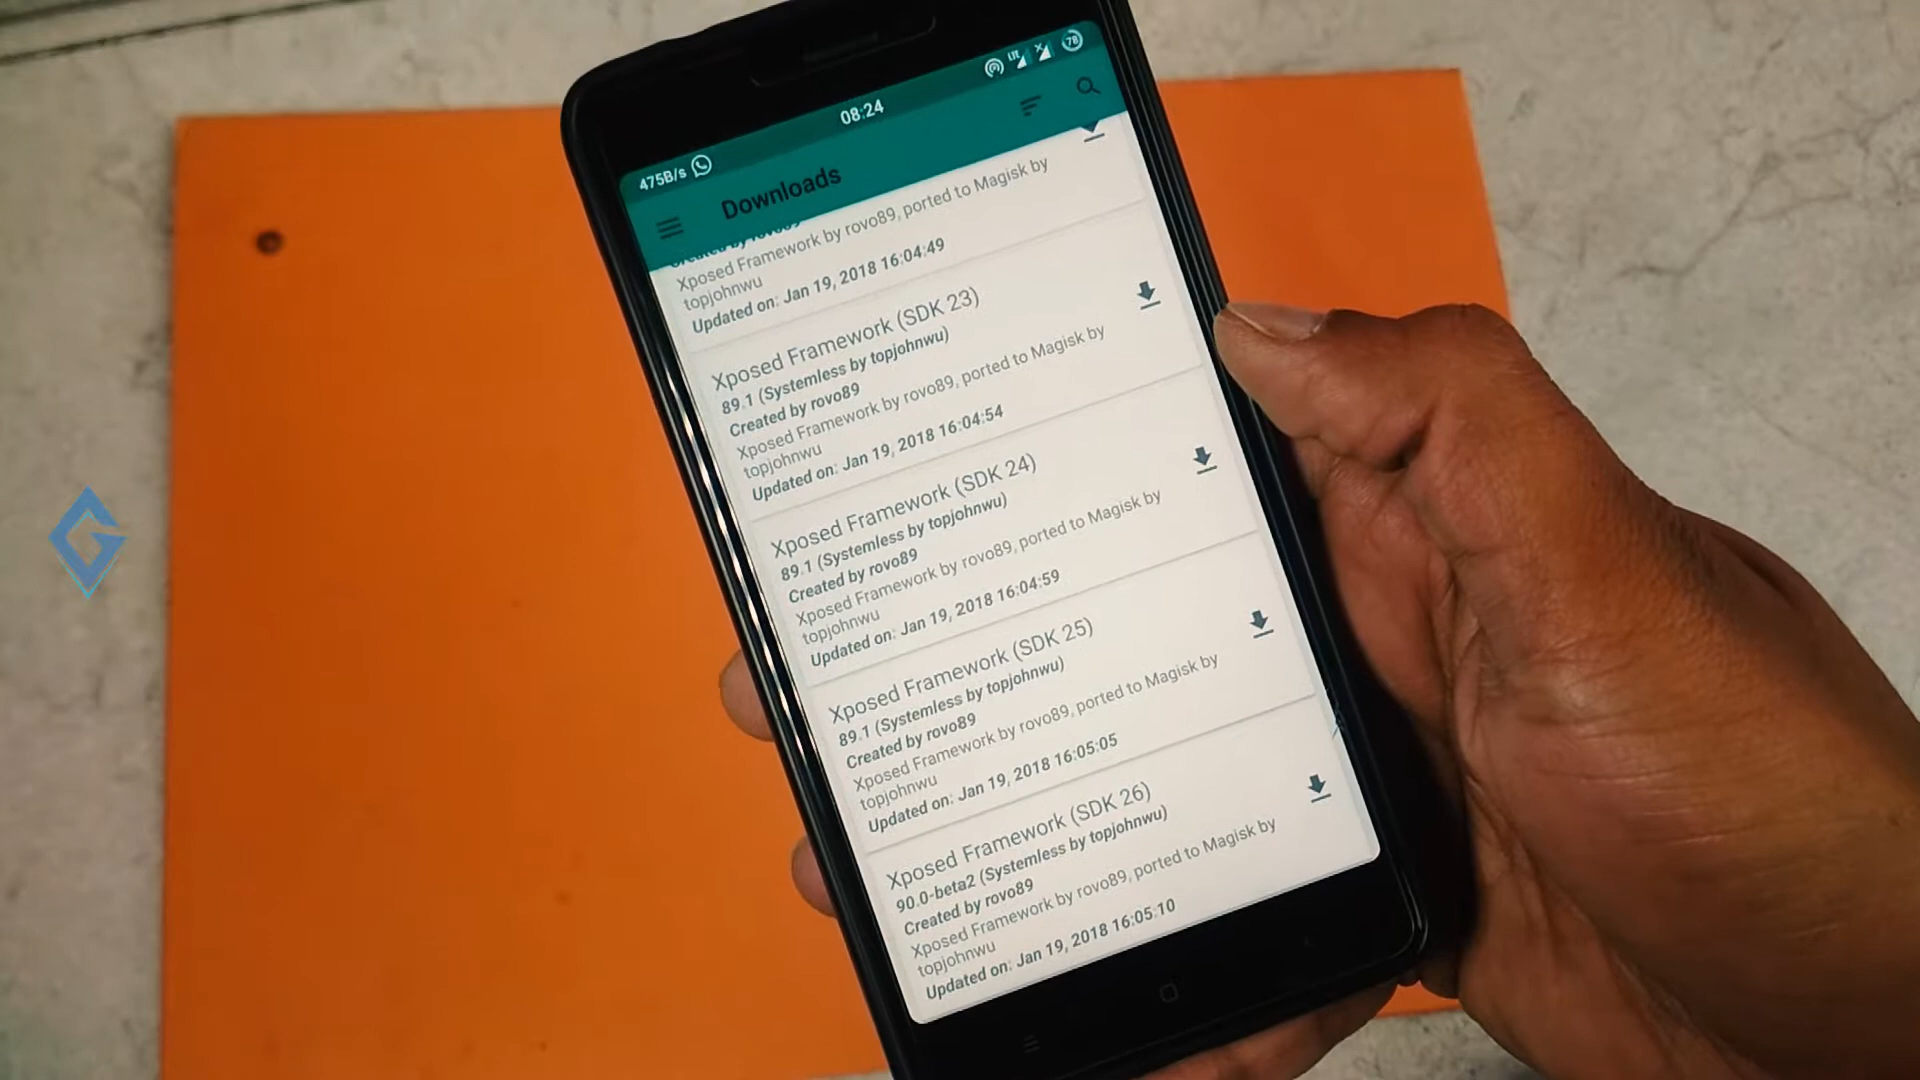 08:24
78
475B/s
Downloads
Created by rovo89
Xposed Framework by rovo89, ported to Magisk by
topjohnwu
Updated on: Jan 19, 2018 16:04:49
Xposed Framework (SDK 23)
89.1 (Systemless by topjohnwu)
Created by rovo89
Xposed Framework by rovo89, ported to Magisk by
topjohnwu
Updated on: Jan 19, 2018 16:04:54
Xposed Framework (SDK 24)
89.1 (Systemless by topjohnwu)
Created by rovo89
Xposed Framework by rovo89, ported to Magisk by
topjohnwu
Updated on: Jan 19, 2018 16:04:59
Xposed Framework (SDK 25)
89.1 (Systemless by topjohnwu)
Created by rovo89
Xposed Framework by rovo89, ported to Magisk by
topjohnwu
Updated on: Jan 19, 2018 16:05:05
Xposed Framework (SDK 26)
90.0-beta2 (Systemless by topjohnwu)
Created by rovo89
Xposed Framework by rovo89, ported to Magisk by
topjohnwu
Updated on: Jan 19, 2018 16:05:10
LTE
G